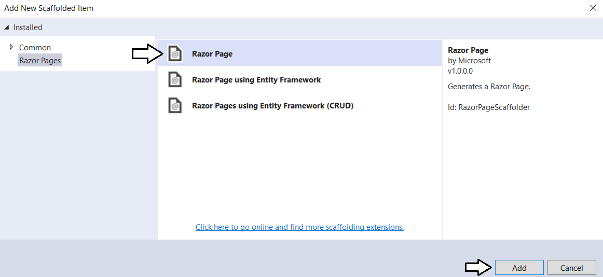 Add New Scaffolded Item
Installed
Common
Razor Pages
Razor Page
Razor Page using Entity Framework
Razor Pages using Entity Framework (CRUD)
Click here to go online and find more scaffolding extensions.
Razor Page
by Microsoft
v1.0.0.0
Generates a Razor Page.
Id: RazorPageScaffolder
Add
Cancel